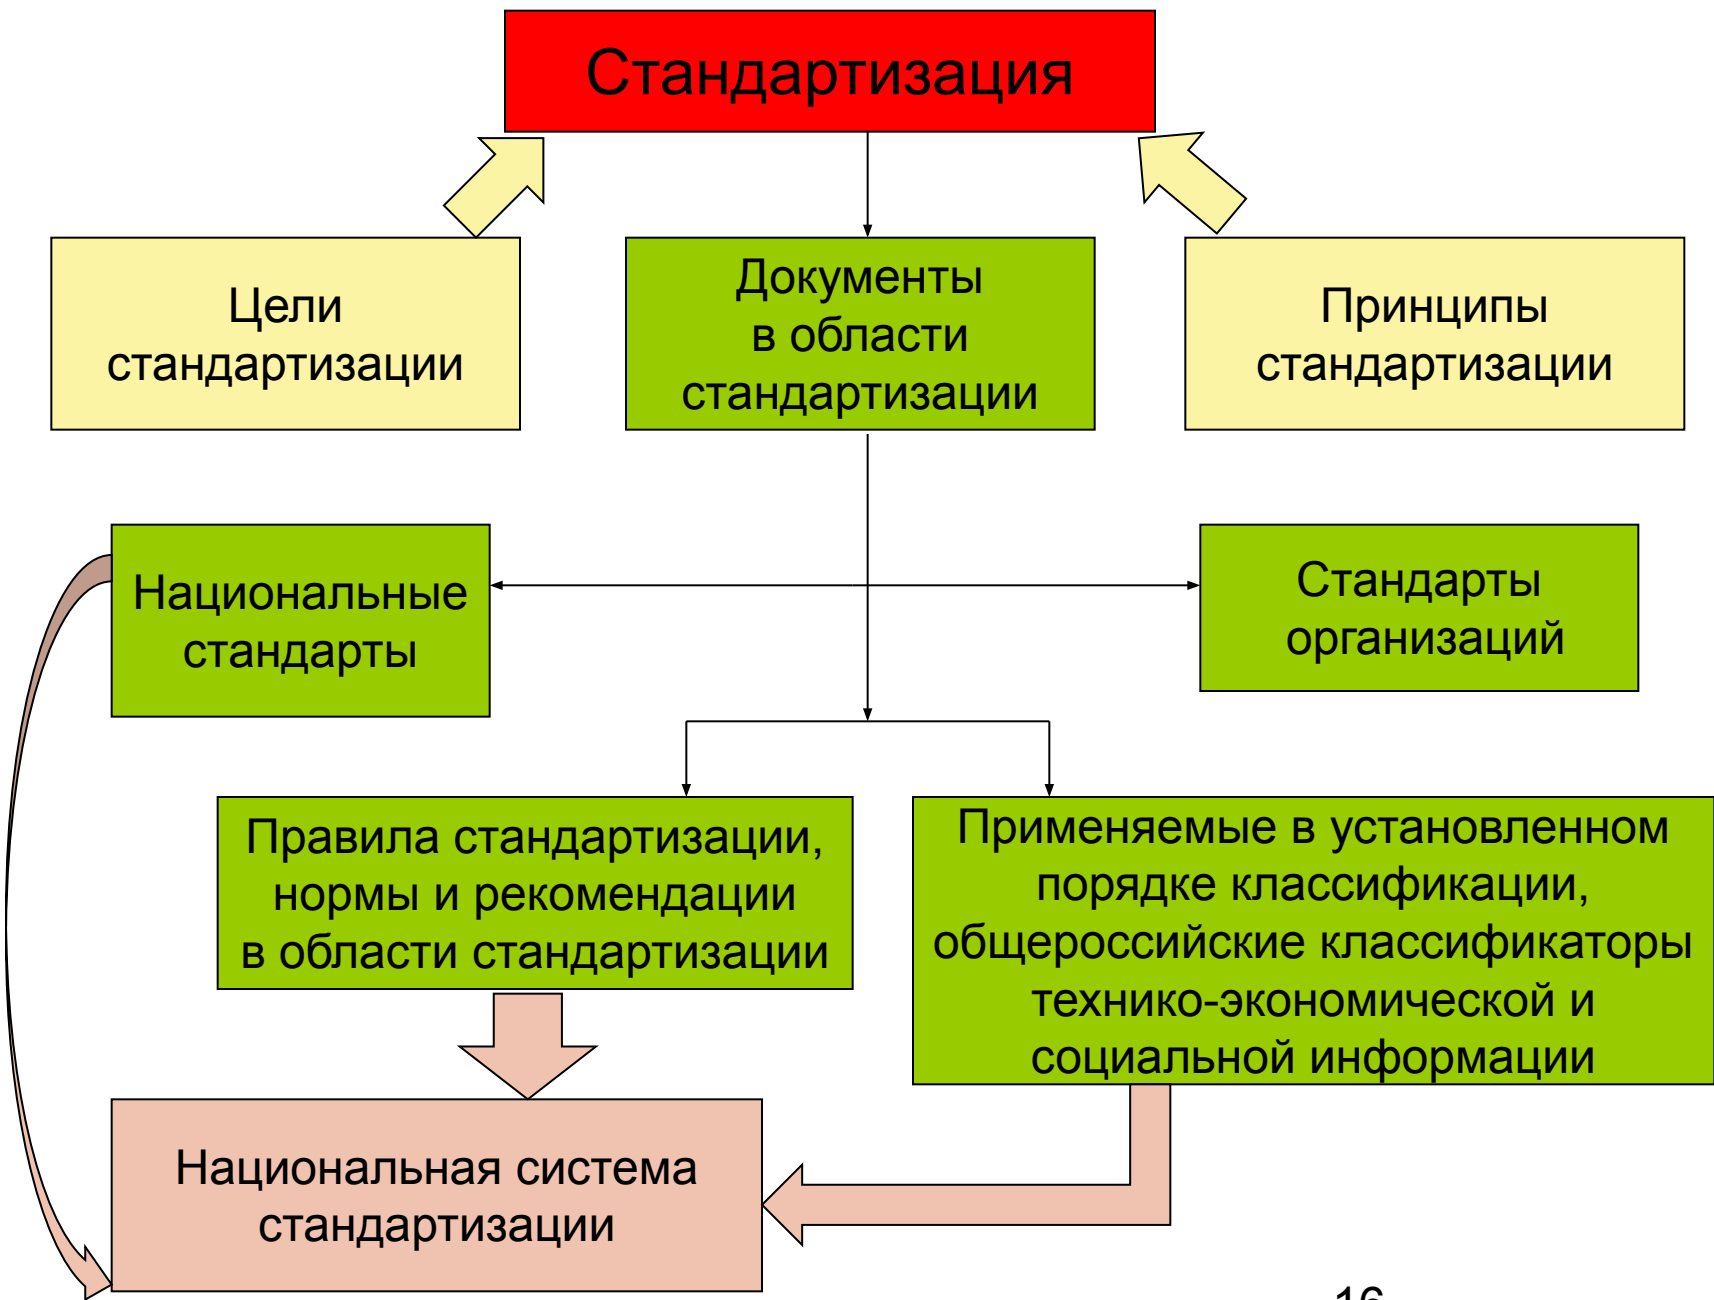 Стандартизация
Цели
стандартизации
Документы
в области
стандартизации
Принципы
стандартизации
Национальные
стандарты
Стандарты
организаций
Правила стандартизации,
нормы и рекомендации
в области стандартизации
Применяемые в установленном
порядке классификации,
общероссийские классификаторы
технико-экономической и
социальной информации
Национальная система
стандартизации
16